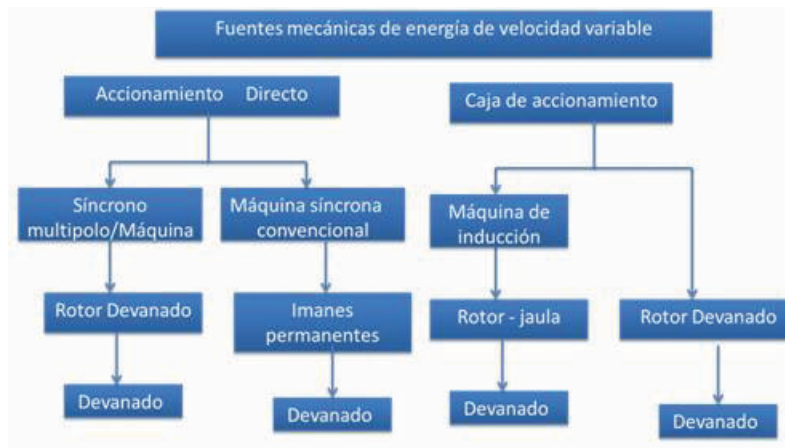 Fuentes mecánicas de energía de velocidad variable
Accionamiento Directo
Caja de accionamiento
Síncrono
multipolo/Máquina
Máquina síncrona
convencional
Máquina de
inducción
Rotor Devanado
Imanes
permanentes
Rotor - jaula
Rotor Devanado
Devanado
Devanado
Devanado
Devanado